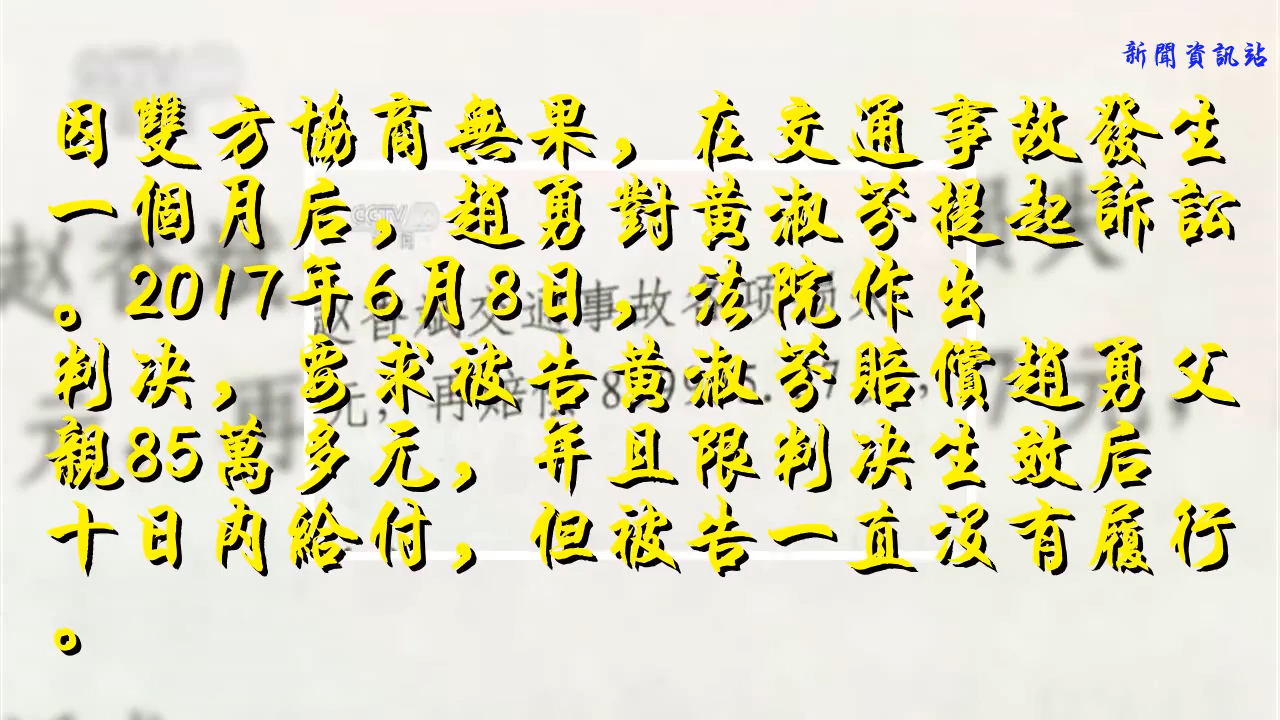 新聞資訊站
因雙方協商無果，在交通事故發生
一個月后，趙勇對黃淑芬提起訴訟
。2017年6月8日，法院作出
判決，要求被告黃淑芬賠償趙勇父
親85萬多元，并且限判決生效后
十日內給付，但被告一直沒有履行
。
CCTV